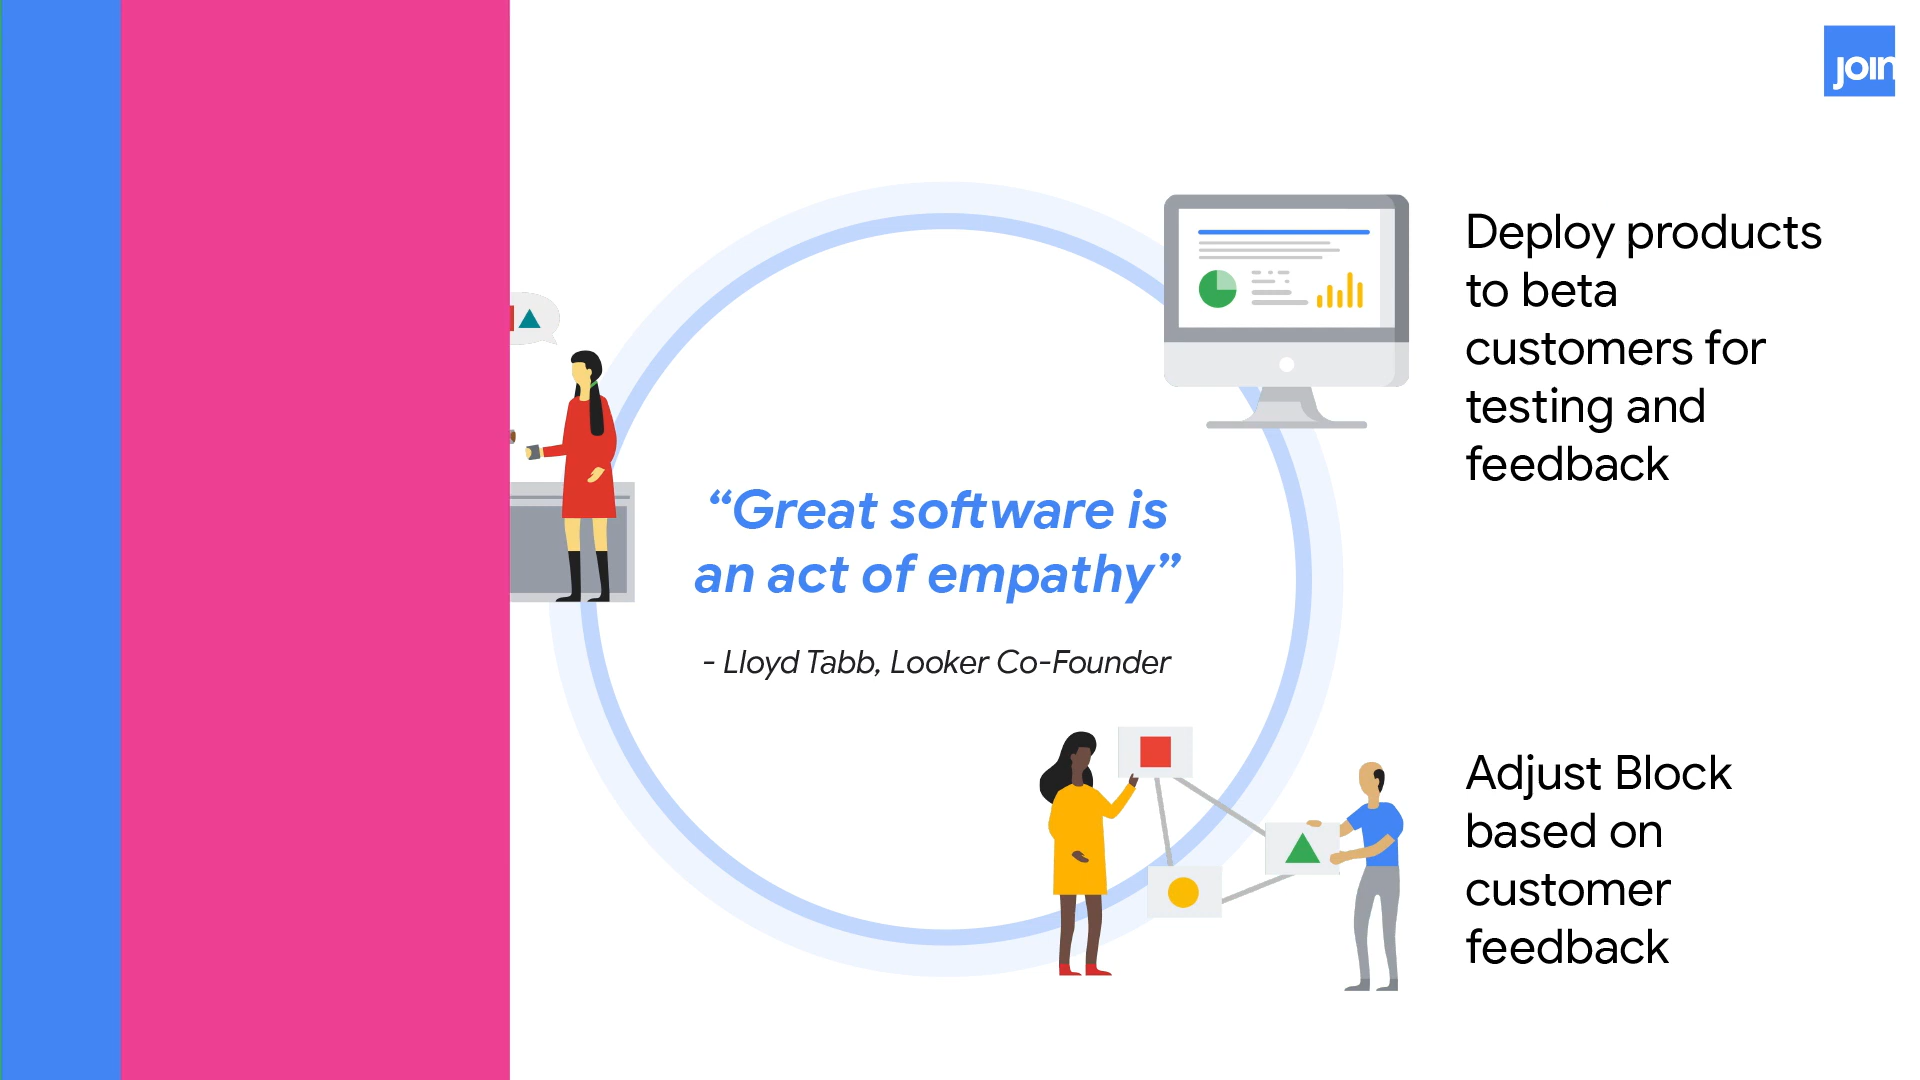 join
Deploy products
to beta
customers for
testing and
feedback
“Great software is
an act of empathy”
- Lloyd Tabb, Looker Co-Founder
Adjust Block
based on
customer
feedback